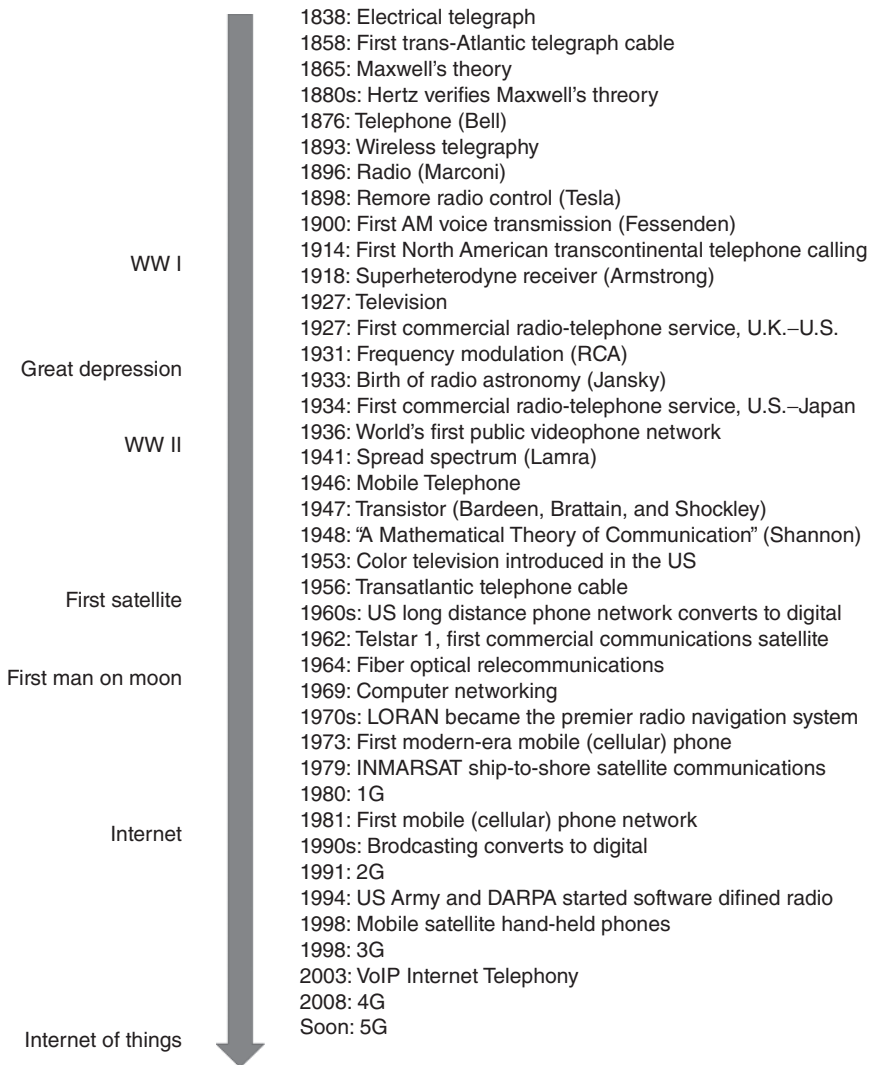 1838: Electrical telegraph
1858: First trans-Atlantic telegraph cable
1865: Maxwell's theory
1880s: Hertz verifies Maxwell's threory
1876: Telephone (Bell)
1893: Wireless telegraphy
1896: Radio (Marconi)
1898: Remore radio control (Tesla)
1900: First AM voice transmission (Fessenden)
1914: First North American transcontinental telephone calling
WW I
1918: Superheterodyne receiver (Armstrong)
1927: Television
1927: First commercial radio-telephone service, U.K.–U.S.
1931: Frequency modulation (RCA)
Great depression
1933: Birth of radio astronomy (Jansky)
1934: First commercial radio-telephone service, U.S.–Japan
1936: World's first public videophone network
WW II
1941: Spread spectrum (Lamra)
1946: Mobile Telephone
1947: Transistor (Bardeen, Brattain, and Shockley)
1948: “A Mathematical Theory of Communication” (Shannon)
1953: Color television introduced in the US
1956: Transatlantic telephone cable
First satellite
1960s: US long distance phone network converts to digital
1962: Telstar 1, first commercial communications satellite
1964: Fiber optical relecommunications
First man on moon
1969: Computer networking
1970s: LORAN became the premier radio navigation system
1973: First modern-era mobile (cellular) phone
1979: INMARSAT ship-to-shore satellite communications
1980: 1G
1981: First mobile (cellular) phone network
Internet
1990s: Brodcasting converts to digital
1991: 2G
1994: US Army and DARPA started software difined radio
1998: Mobile satellite hand-held phones
1998: 3G
2003: VoIP Internet Telephony
2008: 4G
Soon: 5G
Internet of things